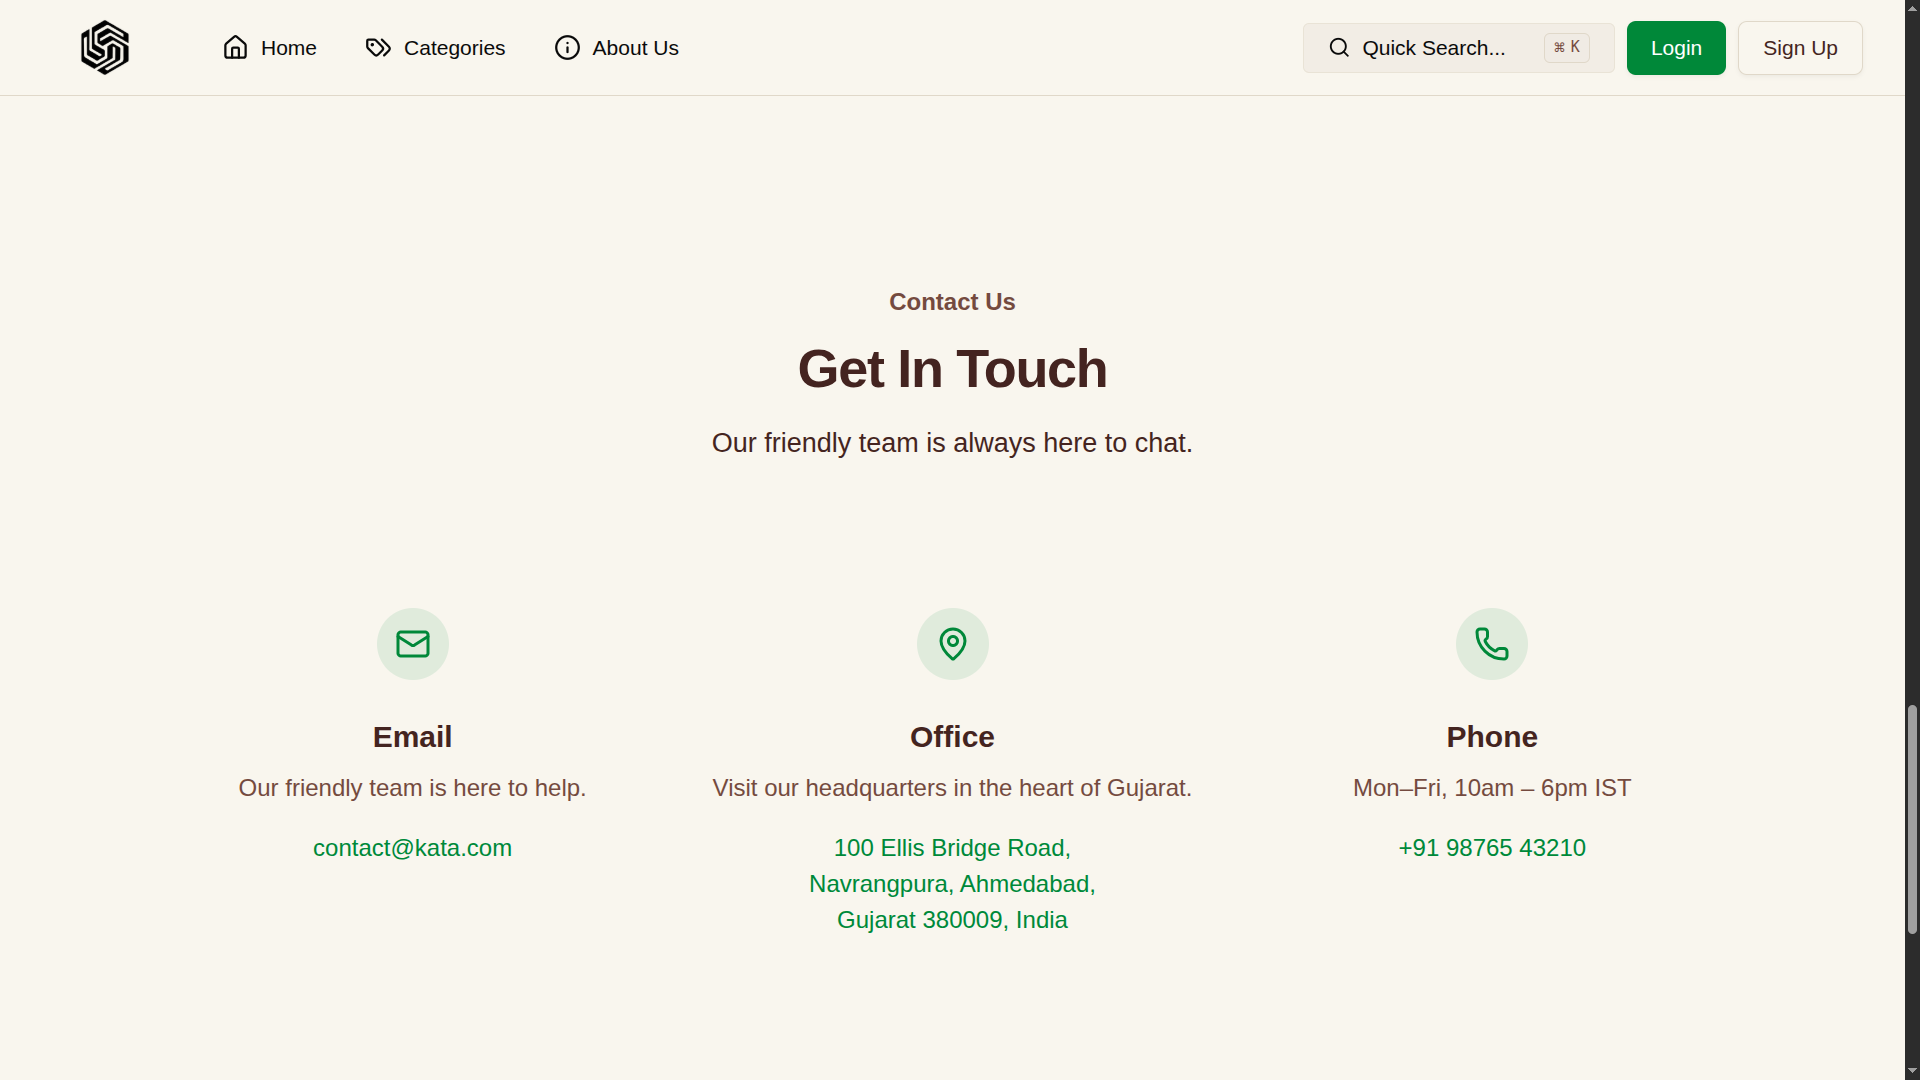 Home
Categories
About Us
Quick Search...
⌘ K
Login
Sign Up
Contact Us
Get In Touch
Our friendly team is always here to chat.
Email
Our friendly team is here to help.
contact@kata.com
Office
Visit our headquarters in the heart of Gujarat.
100 Ellis Bridge Road,
Navrangpura, Ahmedabad,
Gujarat 380009, India
Phone
Mon–Fri, 10am – 6pm IST
+91 98765 43210